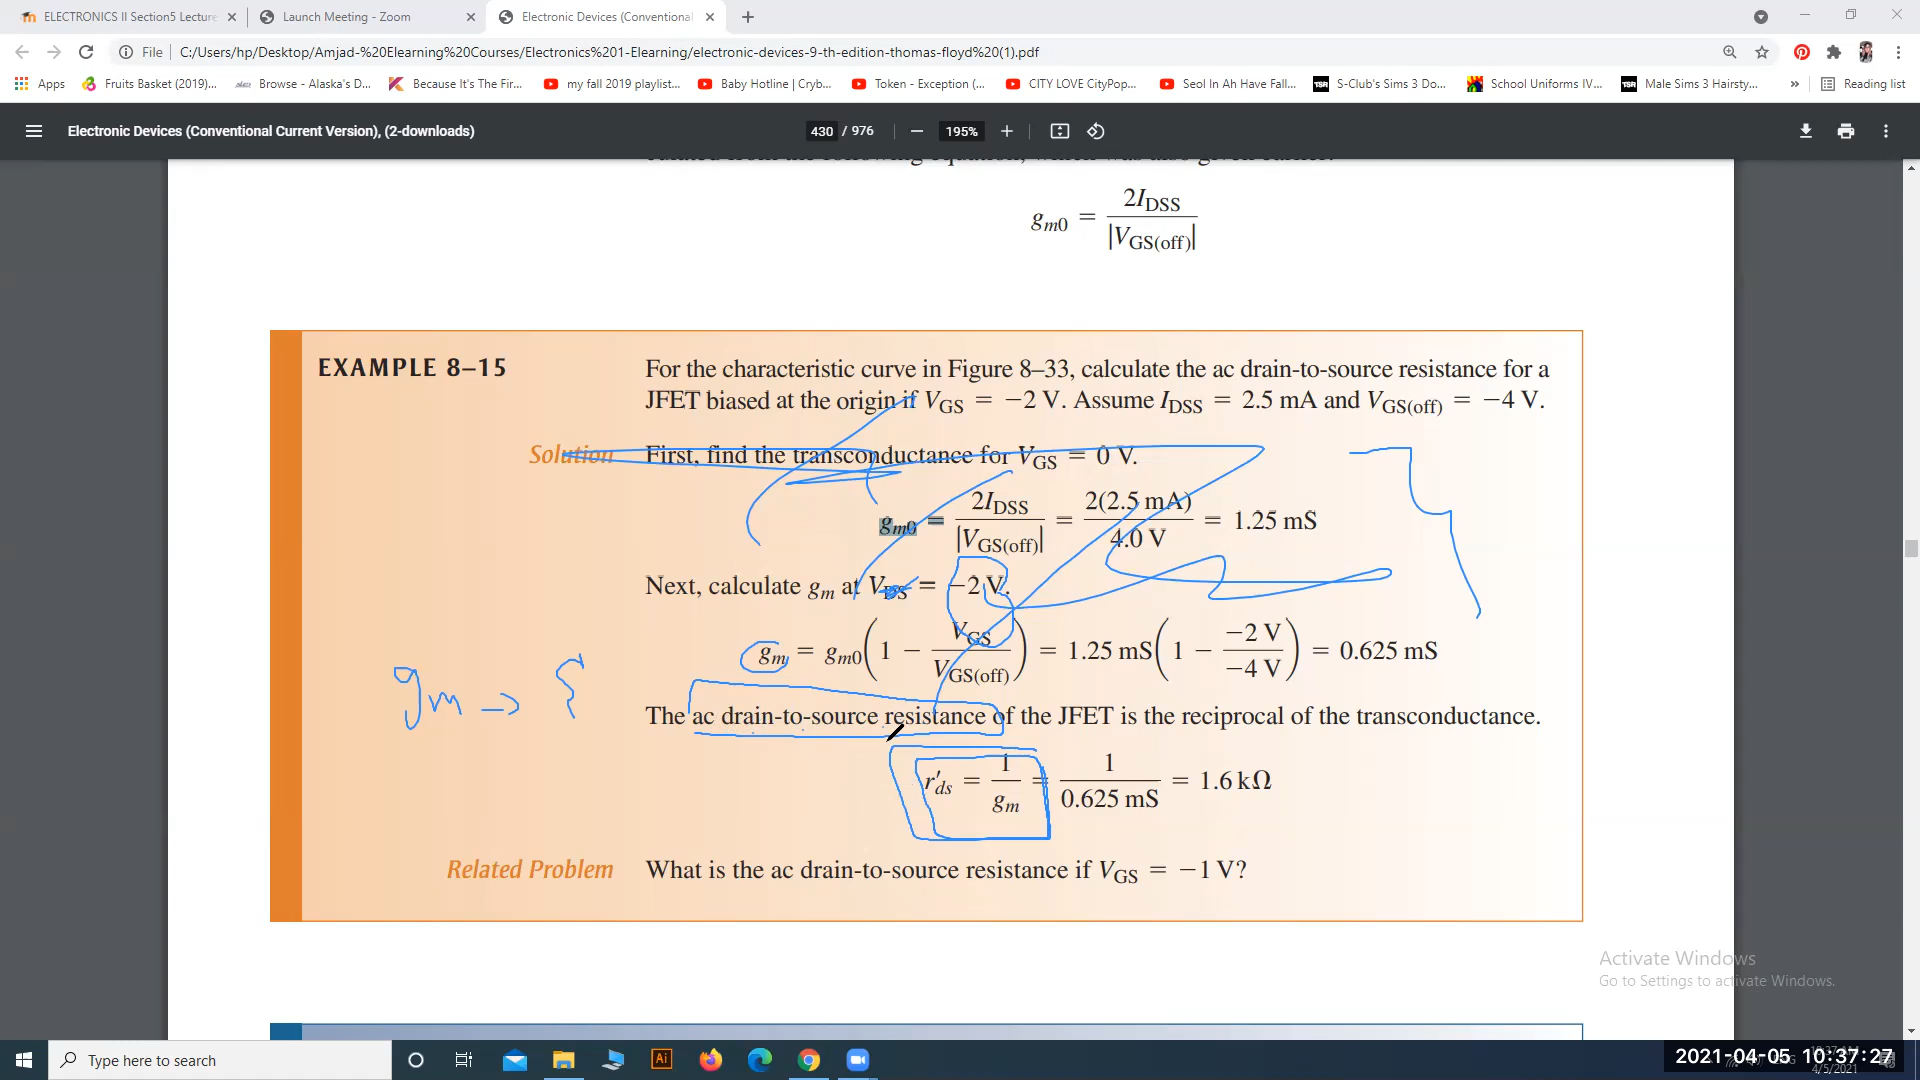 ELECTRONICS II Section5 Lecture
Launch Meeting - Zoom
Electronic Devices (Conventional
File C:/Users/hp/Desktop/Amjad-%20Elearning%20Courses/Electronics%201-Elearning/electronic-devices-9-th-edition-thomas-floyd%20(1).pdf
Apps Fruits Basket (2019)... Browse - Alaska's D... Because It's The Fir... my fall 2019 playlist... Baby Hotline | Cryb... Token - Exception (... CITY LOVE CityPop... Seol In Ah Have Fall... TSR S-Club's Sims 3 Do... School Uniforms IV... TSR Male Sims 3 Hairsty... » Reading list
Electronic Devices (Conventional Current Version), (2-downloads) 430 / 976 195%
g_m0 = 2I_DSS / |V_GS(off)|
EXAMPLE 8–15
For the characteristic curve in Figure 8–33, calculate the ac drain-to-source resistance for a
JFET biased at the origin if V_GS = −2 V. Assume I_DSS = 2.5 mA and V_GS(off) = −4 V.
Solution First, find the transconductance for V_GS = 0 V.
g_m0 = 2I_DSS / |V_GS(off)| = 2(2.5 mA) / 4.0 V = 1.25 mS
Next, calculate g_m at V_DS = −2 V.
g_m = g_m0(1 − V_GS / V_GS(off)) = 1.25 mS(1 − −2 V / −4 V) = 0.625 mS
gm →
The ac drain-to-source resistance of the JFET is the reciprocal of the transconductance.
r′_ds = 1 / g_m = 1 / 0.625 mS = 1.6 kΩ
Related Problem What is the ac drain-to-source resistance if V_GS = −1 V?
Activate Windows
Go to Settings to activate Windows.
Type here to search
Ai
2021-04-05 10:37:27
4/5/2021